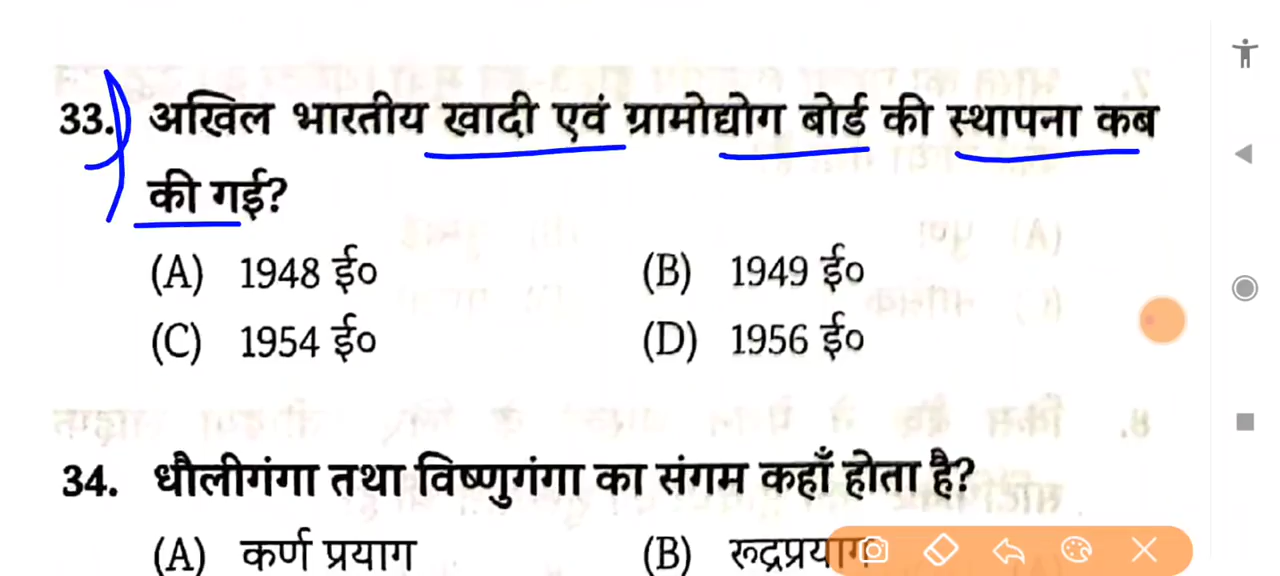 33. अखिल भारतीय खादी एवं ग्रामोद्योग बोर्ड की स्थापना कब
की गई?
(A) 1948 ई० (B) 1949 ई०
(C) 1954 ई० (D) 1956 ई०
34. धौलीगंगा तथा विष्णुगंगा का संगम कहाँ होता है?
(A) कर्ण प्रयाग (B) रूद्रप्रयाग